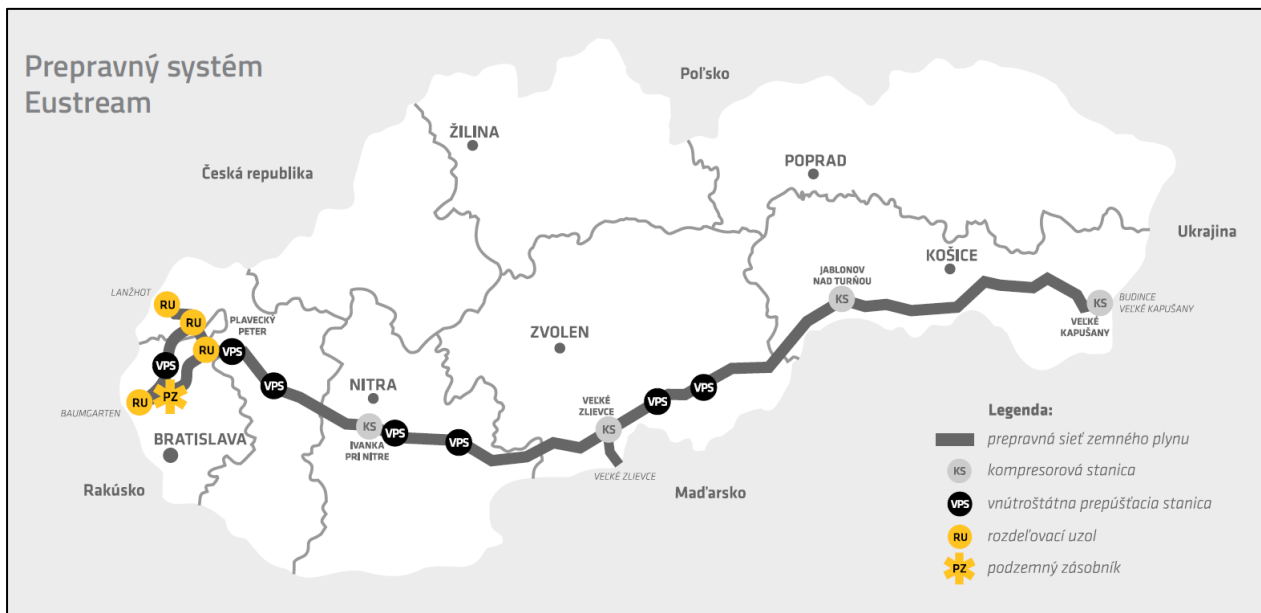 Prepravný systém
Eustream
Poľsko
ŽILINA
Česká republika
POPRAD
Ukrajina
KOŠICE
JABLONOV
NAD TURŇOU
KS
KS
BUDINCE
VEĽKÉ KAPUŠANY
VEĽKÉ
KAPUŠANY
LANŽHOT
RU
RU
PLAVECKÝ
PETER
RU
VPS
VPS
ZVOLEN
VPS
NITRA
PZ
RU
BAUMGARTEN
VPS
VPS
VEĽKÉ
ZLIEVCE
KS
KS
VPS
VPS
IVANKA
PRI NITRE
BRATISLAVA
VEĽKÉ ZLIEVCE
Rakúsko
Maďarsko
Legenda:
prepravná sieť zemného plynu
KS kompresorová stanica
VPS vnútroštátna prepúšťacia stanica
RU rozdeľovací uzol
PZ podzemný zásobník